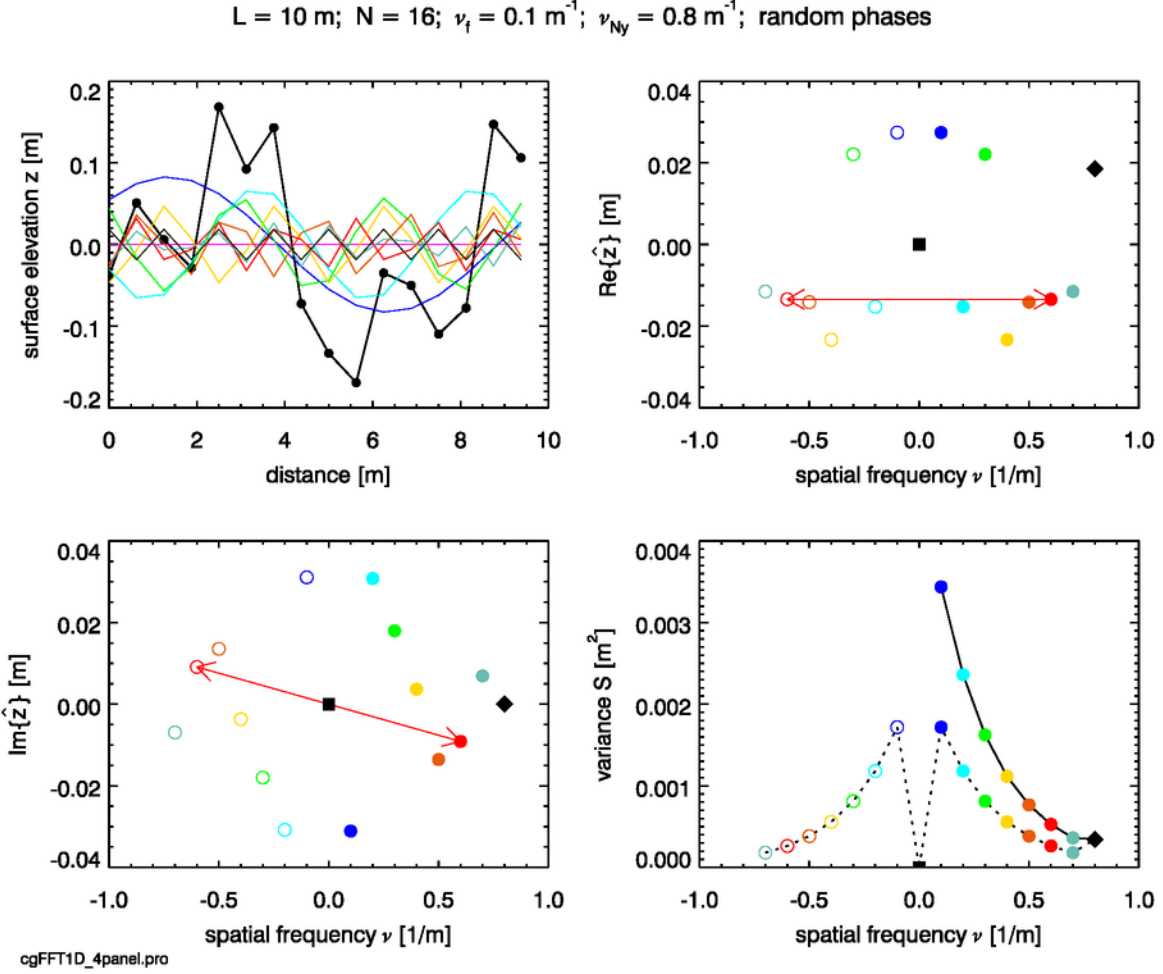 L = 10 m; N = 16; ν_f = 0.1 m⁻¹; ν_Ny = 0.8 m⁻¹; random phases
surface elevation z [m]
0.2
0.1
0.0
-0.1
-0.2
0 2 4 6 8 10
distance [m]
Re{ẑ} [m]
0.04
0.02
0.00
-0.02
-0.04
-1.0 -0.5 0.0 0.5 1.0
spatial frequency ν [1/m]
Im{ẑ} [m]
0.04
0.02
0.00
-0.02
-0.04
-1.0 -0.5 0.0 0.5 1.0
spatial frequency ν [1/m]
variance S [m²]
0.004
0.003
0.002
0.001
0.000
-1.0 -0.5 0.0 0.5 1.0
spatial frequency ν [1/m]
cgFFT1D_4panel.pro